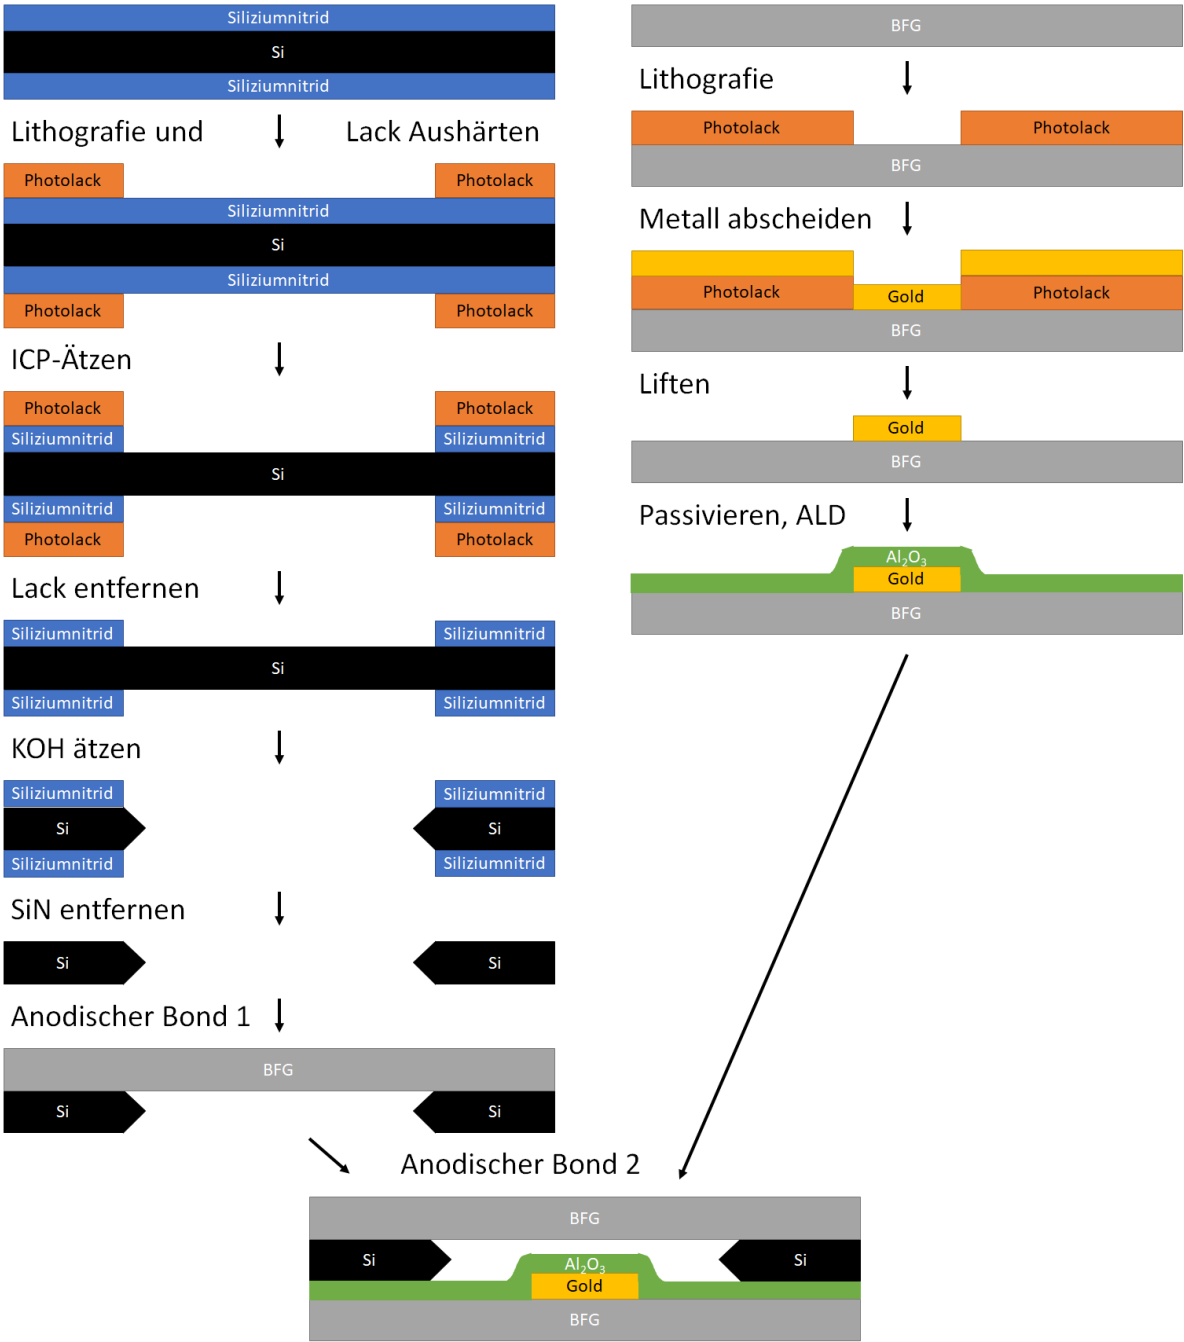 Siliziumnitrid
Si
Siliziumnitrid
Lithografie und Lack Aushärten
Photolack Photolack
Siliziumnitrid
Si
Siliziumnitrid
Photolack Photolack
ICP-Ätzen
Photolack Photolack
Siliziumnitrid Siliziumnitrid
Si
Siliziumnitrid Siliziumnitrid
Photolack Photolack
Lack entfernen
Siliziumnitrid Siliziumnitrid
Si
Siliziumnitrid Siliziumnitrid
KOH ätzen
Siliziumnitrid Siliziumnitrid
Si Si
Siliziumnitrid Siliziumnitrid
SiN entfernen
Si Si
Anodischer Bond 1
BFG
Si Si
BFG
Lithografie
Photolack Photolack
BFG
Metall abscheiden
Photolack Gold Photolack
BFG
Liften
Gold
BFG
Passivieren, ALD
Al₂O₃
Gold
BFG
Anodischer Bond 2
BFG
Si Al₂O₃ Si
Gold
BFG